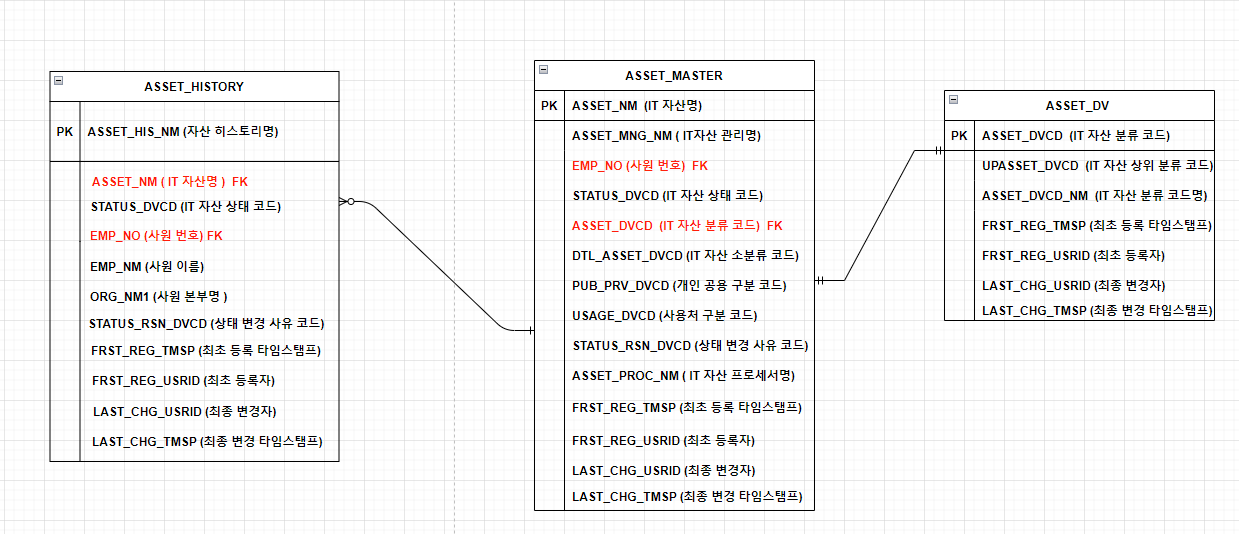 ASSET_HISTORY
PK ASSET_HIS_NM (자산 히스토리명)
ASSET_NM ( IT 자산명 ) FK
STATUS_DVCD (IT 자산 상태 코드)
EMP_NO (사원 번호) FK
EMP_NM (사원 이름)
ORG_NM1 (사원 본부명 )
STATUS_RSN_DVCD (상태 변경 사유 코드)
FRST_REG_TMSP (최초 등록 타임스탬프)
FRST_REG_USRID (최초 등록자)
LAST_CHG_USRID (최종 변경자)
LAST_CHG_TMSP (최종 변경 타임스탬프)
ASSET_MASTER
PK ASSET_NM (IT 자산명)
ASSET_MNG_NM ( IT자산 관리명)
EMP_NO (사원 번호) FK
STATUS_DVCD (IT 자산 상태 코드)
ASSET_DVCD (IT 자산 분류 코드) FK
DTL_ASSET_DVCD (IT 자산 소분류 코드)
PUB_PRV_DVCD (개인 공용 구분 코드)
USAGE_DVCD (사용처 구분 코드)
STATUS_RSN_DVCD (상태 변경 사유 코드)
ASSET_PROC_NM ( IT 자산 프로세서명)
FRST_REG_TMSP (최초 등록 타임스탬프)
FRST_REG_USRID (최초 등록자)
LAST_CHG_USRID (최종 변경자)
LAST_CHG_TMSP (최종 변경 타임스탬프)
ASSET_DV
PK ASSET_DVCD (IT 자산 분류 코드)
UPASSET_DVCD (IT 자산 상위 분류 코드)
ASSET_DVCD_NM (IT 자산 분류 코드명)
FRST_REG_TMSP (최초 등록 타임스탬프)
FRST_REG_USRID (최초 등록자)
LAST_CHG_USRID (최종 변경자)
LAST_CHG_TMSP (최종 변경 타임스탬프)